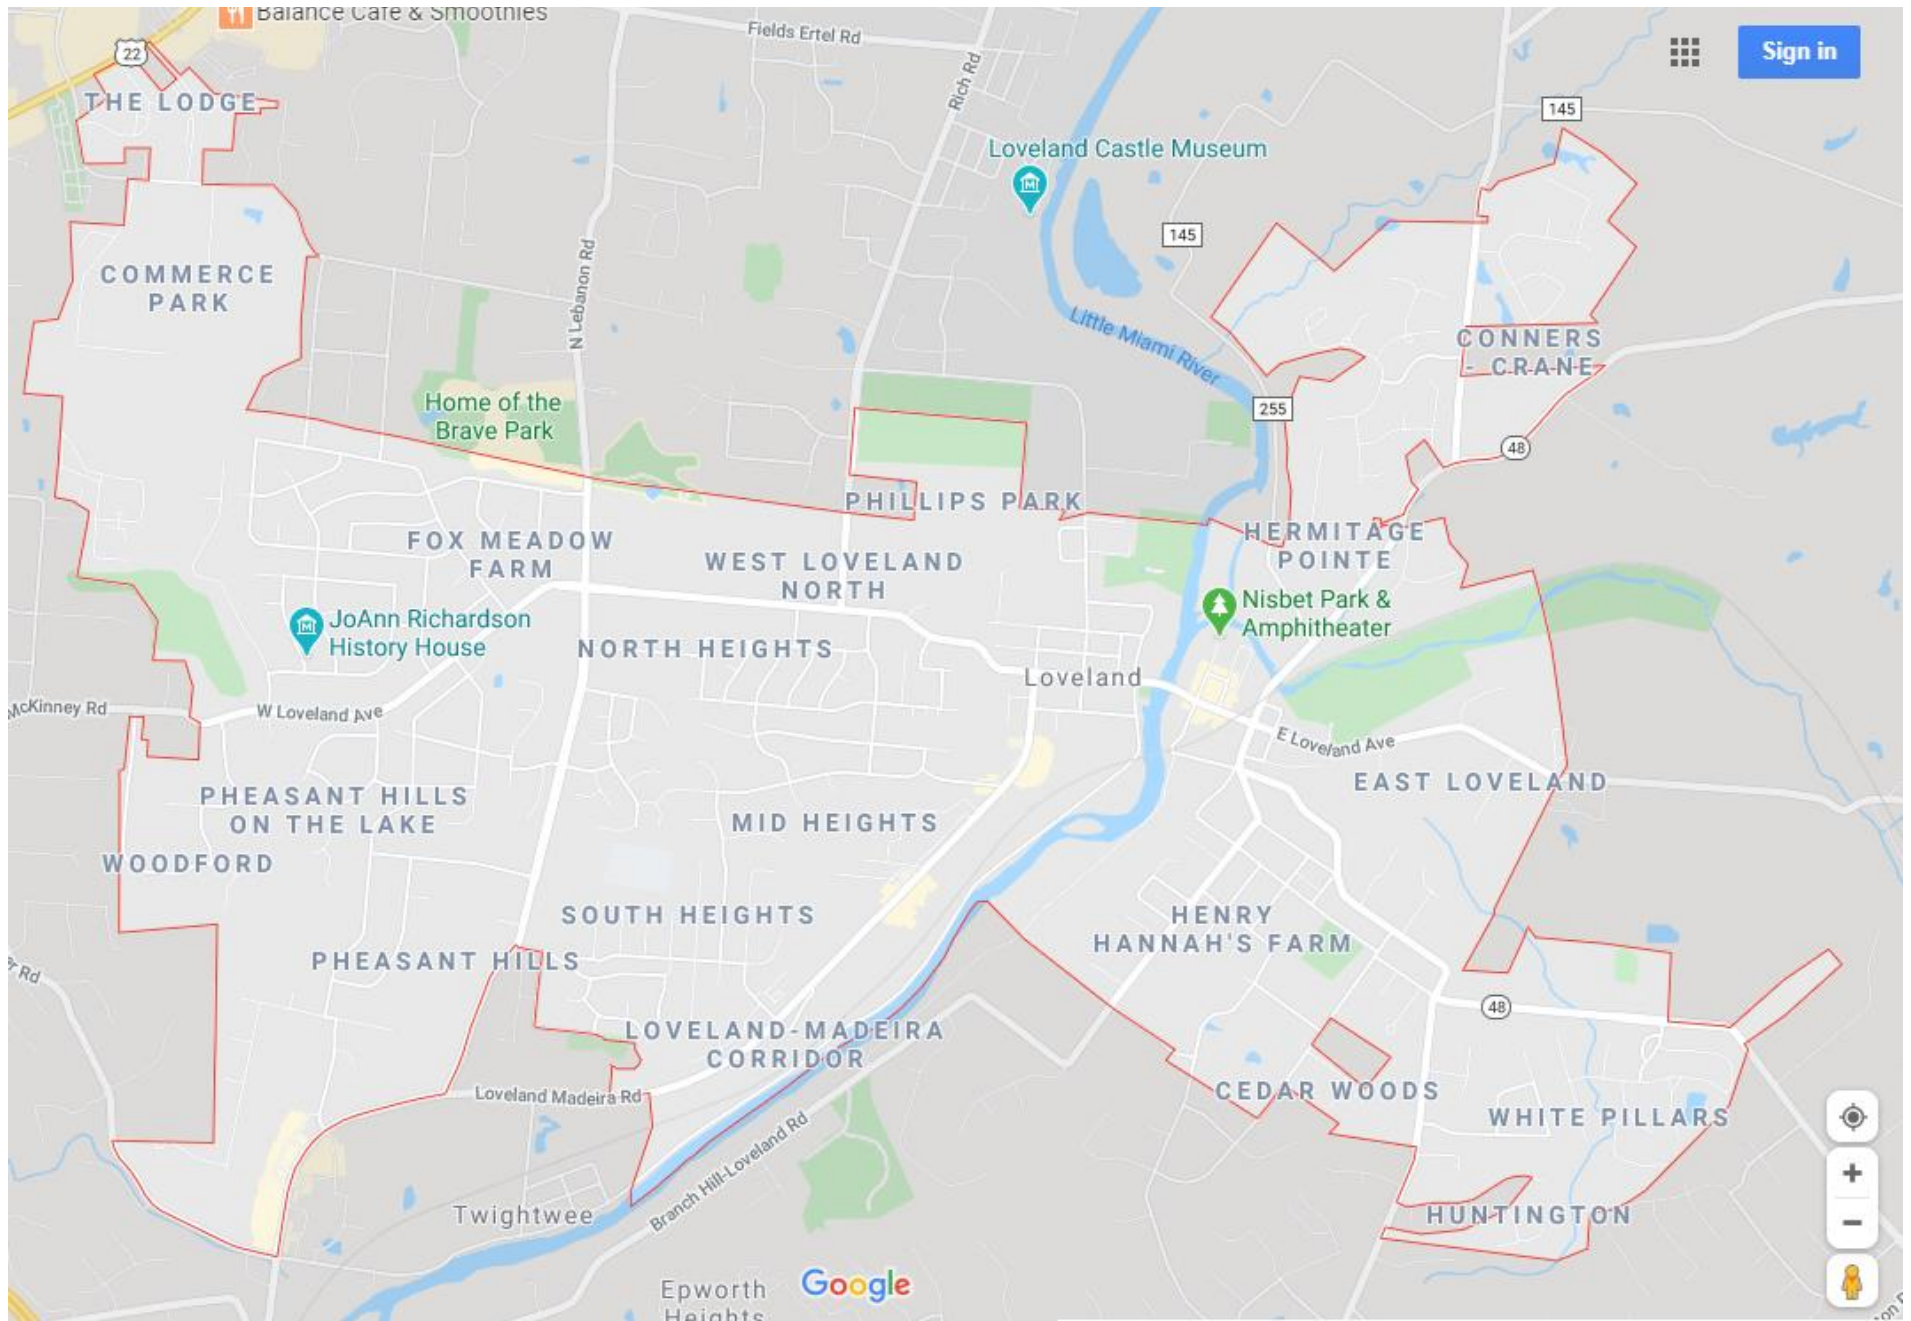 Balance Cafe & Smoothies
22
THE LODGE
Fields Ertel Rd
Rich Rd
Sign in
145
Loveland Castle Museum
145
COMMERCE
PARK
N Lebanon Rd
Little Miami River
CONNERS
- CRANE
Home of the
Brave Park
255
48
PHILLIPS PARK
HERMITAGE
POINTE
FOX MEADOW
FARM
WEST LOVELAND
NORTH
Nisbet Park &
Amphitheater
JoAnn Richardson
History House
NORTH HEIGHTS
Loveland
McKinney Rd
W Loveland Ave
E Loveland Ave
EAST LOVELAND
PHEASANT HILLS
ON THE LAKE
MID HEIGHTS
WOODFORD
SOUTH HEIGHTS
HENRY
HANNAH'S FARM
PHEASANT HILLS
Rd
48
LOVELAND-MADEIRA
CORRIDOR
Loveland Madeira Rd
CEDAR WOODS
WHITE PILLARS
Branch Hill-Loveland Rd
Twightwee
HUNTINGTON
+
−
Epworth
Heights
Google